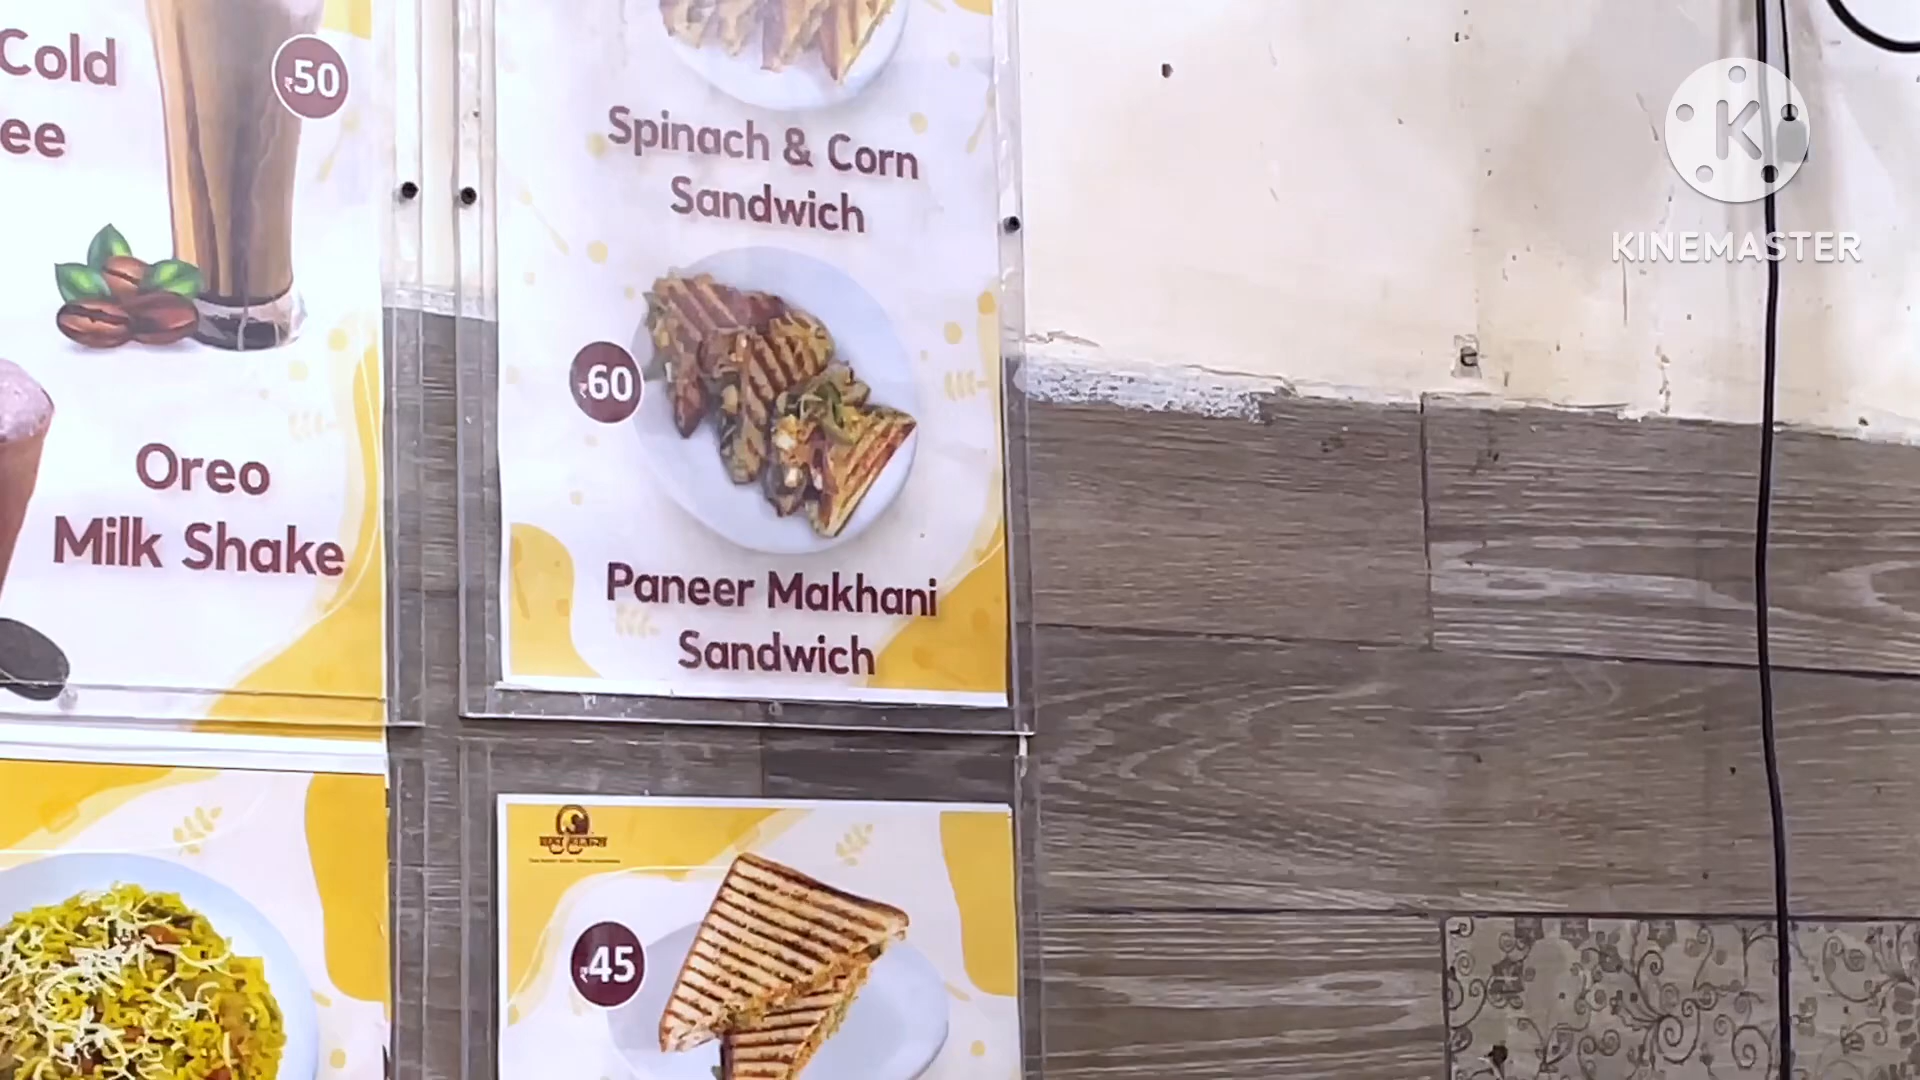 Cold
ee
₹50
Oreo
Milk Shake
Spinach & Corn
Sandwich
₹60
Paneer Makhani
Sandwich
₹45
K
KINEMASTER